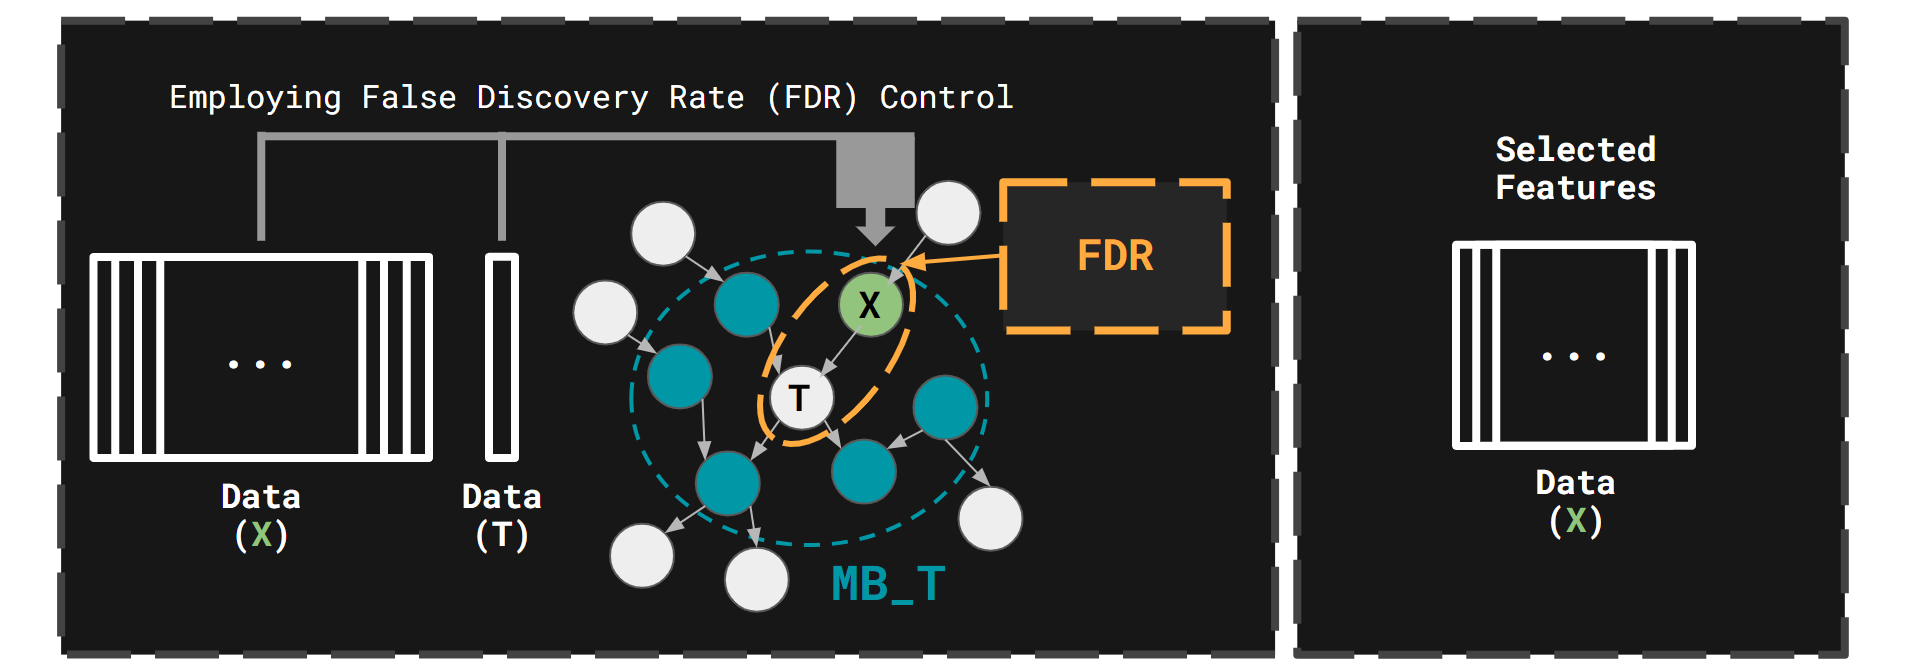 Employing False Discovery Rate (FDR) Control
FDR
X
T
...
Data
(X)
Data
(T)
MB_T
Selected
Features
...
Data
(X)